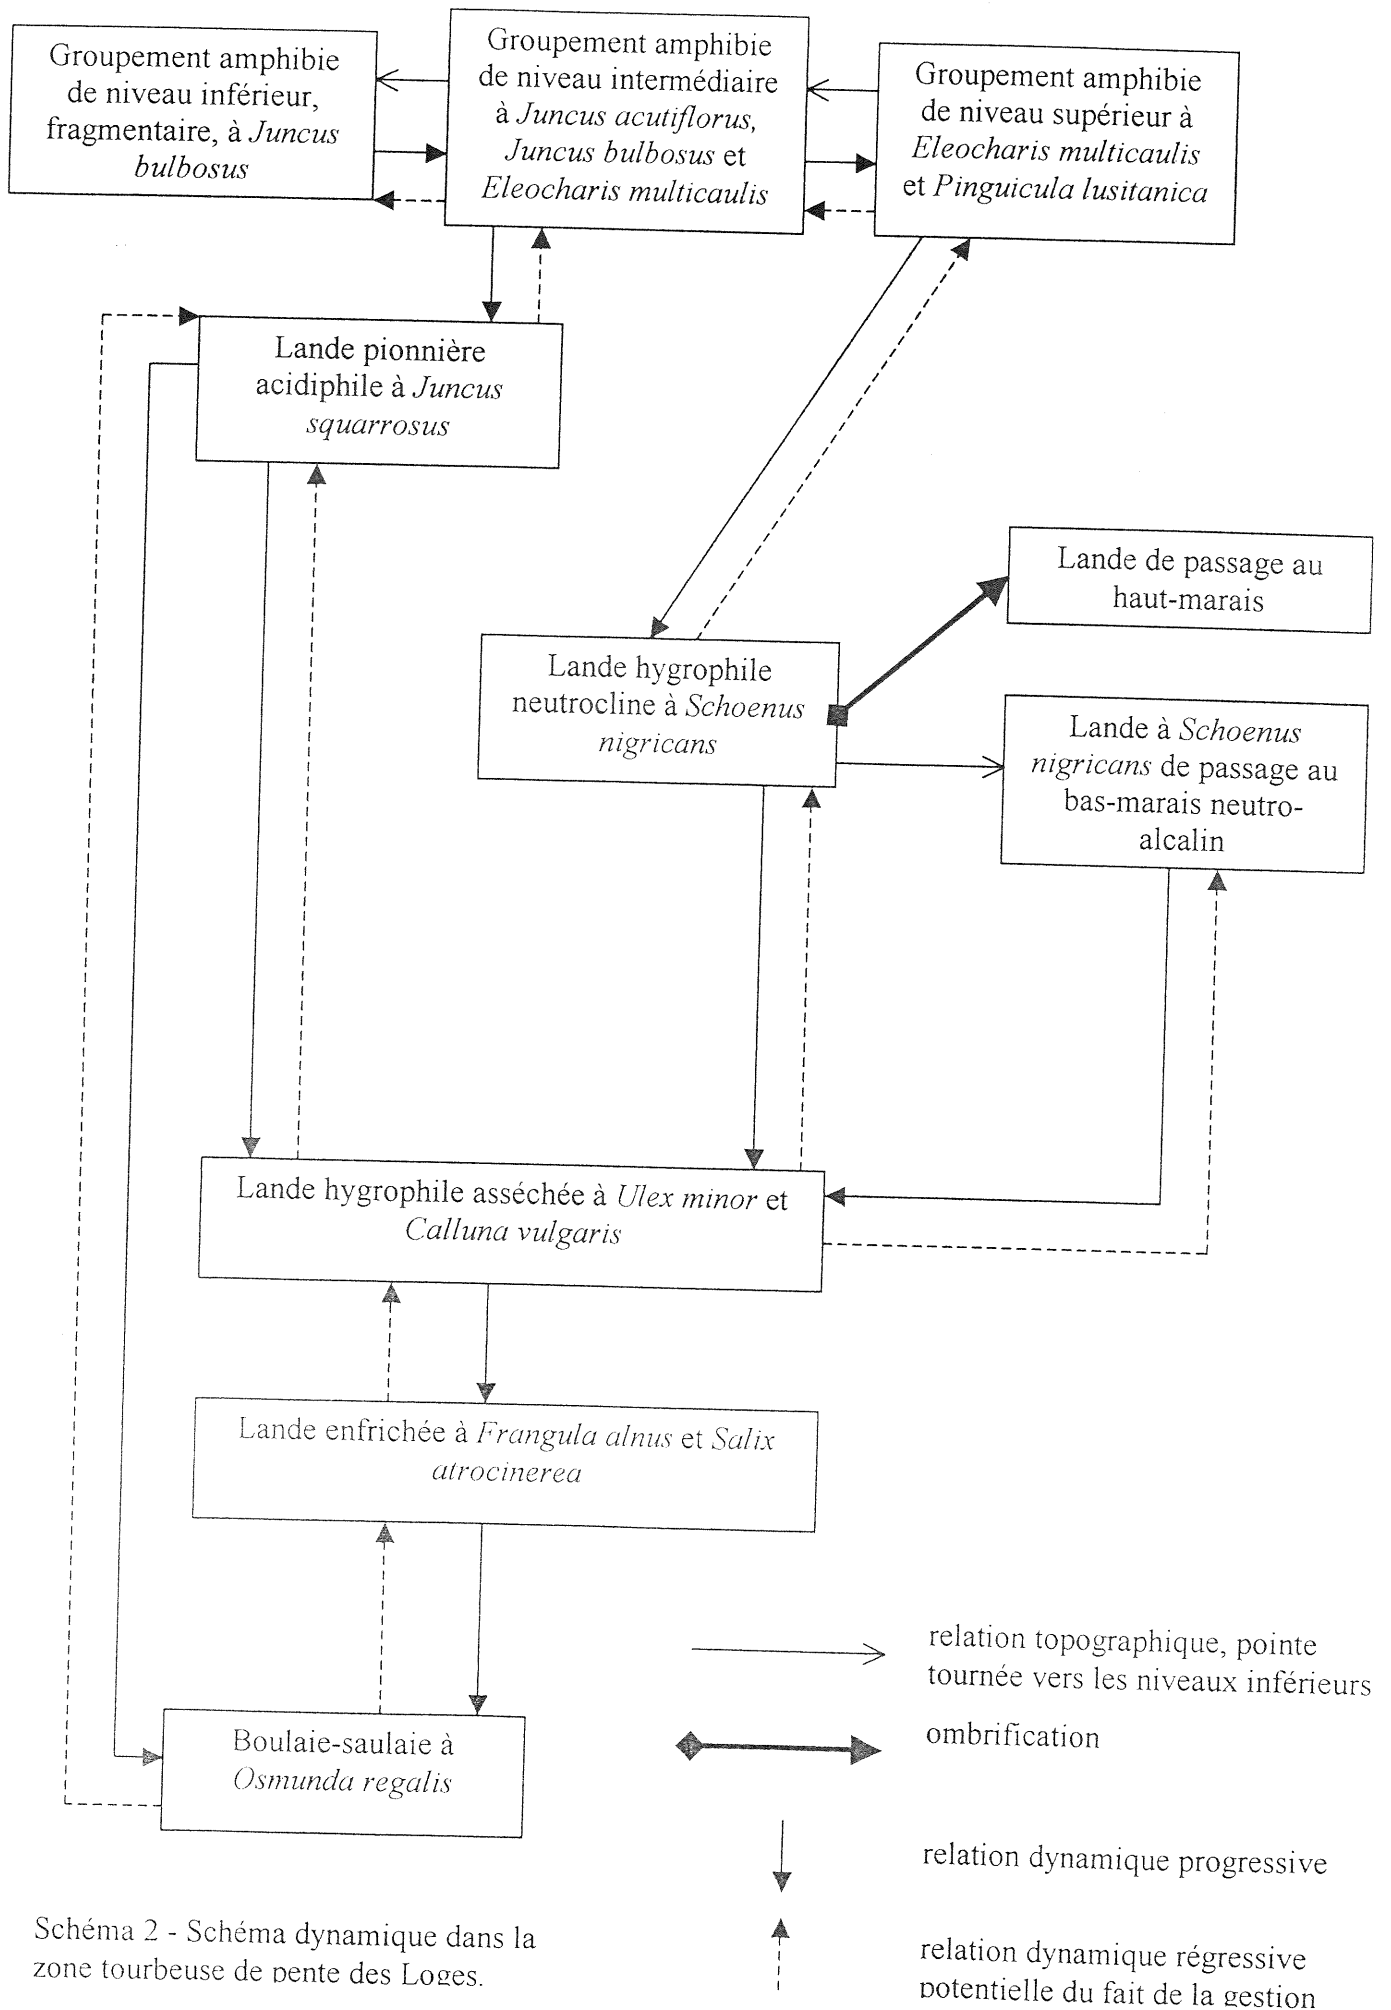 Groupement amphibie
de niveau inférieur,
fragmentaire, à Juncus
bulbosus
Groupement amphibie
de niveau intermédiaire
à Juncus acutiflorus,
Juncus bulbosus et
Eleocharis multicaulis
Groupement amphibie
de niveau supérieur à
Eleocharis multicaulis
et Pinguicula lusitanica
Lande pionnière
acidiphile à Juncus
squarrosus
Lande de passage au
haut-marais
Lande hygrophile
neutrocline à Schoenus
nigricans
Lande à Schoenus
nigricans de passage au
bas-marais neutro-
alcalin
Lande hygrophile asséchée à Ulex minor et
Calluna vulgaris
Lande enfrichée à Frangula alnus et Salix
atrocinerea
Boulaie-saulaie à
Osmunda regalis
relation topographique, pointe
tournée vers les niveaux inférieurs
ombrification
relation dynamique progressive
relation dynamique régressive
potentielle du fait de la gestion
Schéma 2 - Schéma dynamique dans la
zone tourbeuse de pente des Loges.